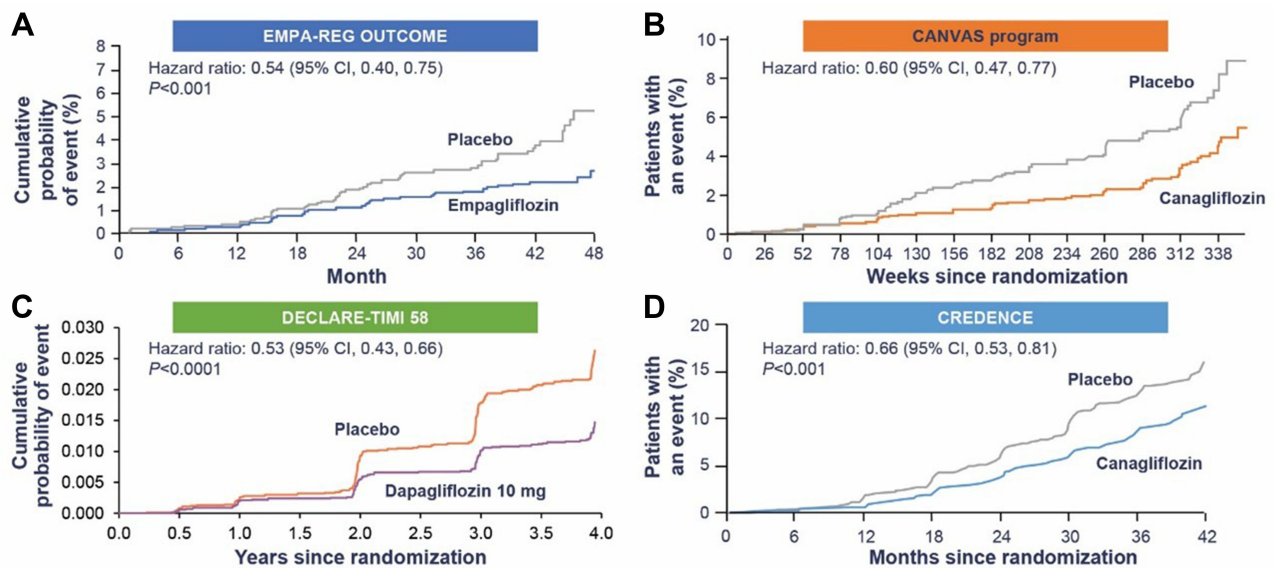 A
EMPA-REG OUTCOME
Hazard ratio: 0.54 (95% CI, 0.40, 0.75)
P<0.001
Cumulative
probability
of event (%)
8
7
6
5
4
3
2
1
0
Placebo
Empagliflozin
0 6 12 18 24 30 36 42 48
Month
B
CANVAS program
Hazard ratio: 0.60 (95% CI, 0.47, 0.77)
Patients with
an event (%)
10
8
6
4
2
0
Placebo
Canagliflozin
0 26 52 78 104 130 156 182 208 234 260 286 312 338
Weeks since randomization
C
DECLARE-TIMI 58
Hazard ratio: 0.53 (95% CI, 0.43, 0.66)
P<0.0001
Cumulative
probability of event
0.030
0.025
0.020
0.015
0.010
0.005
0.000
Placebo
Dapagliflozin 10 mg
0.0 0.5 1.0 1.5 2.0 2.5 3.0 3.5 4.0
Years since randomization
D
CREDENCE
Hazard ratio: 0.66 (95% CI, 0.53, 0.81)
P<0.001
Patients with
an event (%)
20
15
10
5
0
Placebo
Canagliflozin
0 6 12 18 24 30 36 42
Months since randomization